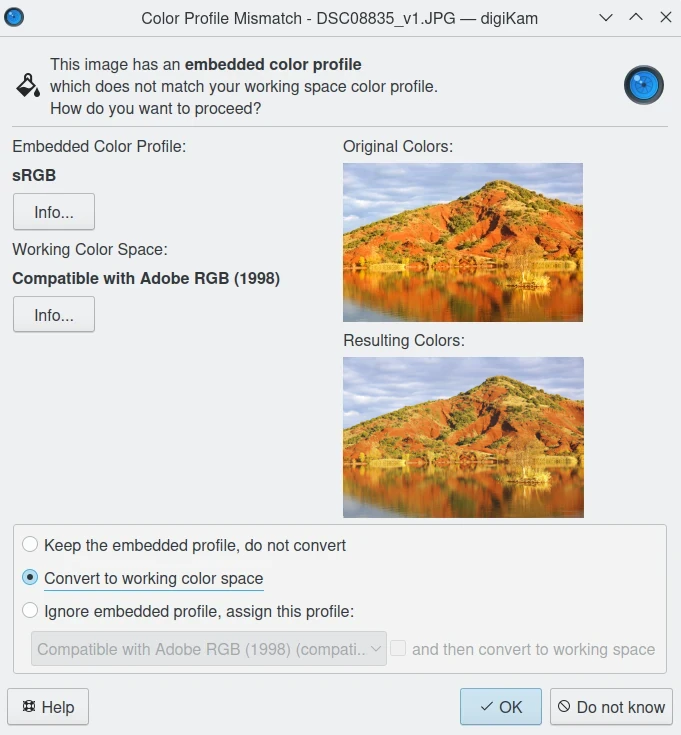 Color Profile Mismatch - DSC08835_v1.JPG — digiKam
This image has an embedded color profile
which does not match your working space color profile.
How do you want to proceed?
Embedded Color Profile:
sRGB
Info...
Working Color Space:
Compatible with Adobe RGB (1998)
Info...
Original Colors:
Resulting Colors:
Keep the embedded profile, do not convert
Convert to working color space
Ignore embedded profile, assign this profile:
Compatible with Adobe RGB (1998) (compati... and then convert to working space
Help
OK
Do not know